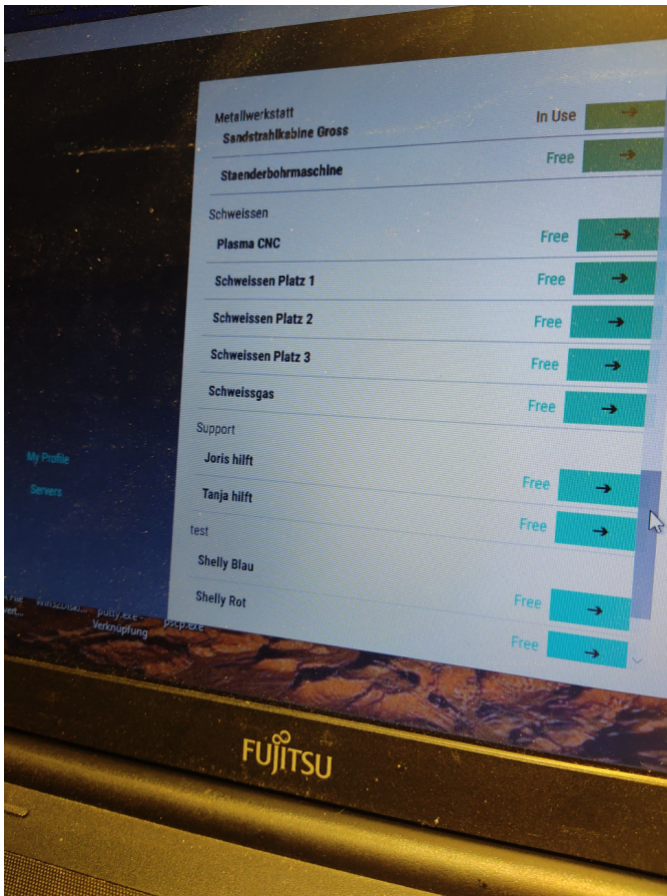 Metallwerkstatt
Sandstrahlkabine Gross In Use →
Staenderbohrmaschine Free →
Schweissen
Plasma CNC Free →
Schweissen Platz 1 Free →
Schweissen Platz 2 Free →
Schweissen Platz 3 Free →
Schweissgas Free →
Support
Joris hilft Free →
Tanja hilft Free →
test
Shelly Blau Free →
Shelly Rot Free →
My Profile
Servers
putty.exe -
Verknüpfung
pscp.exe
FUJITSU